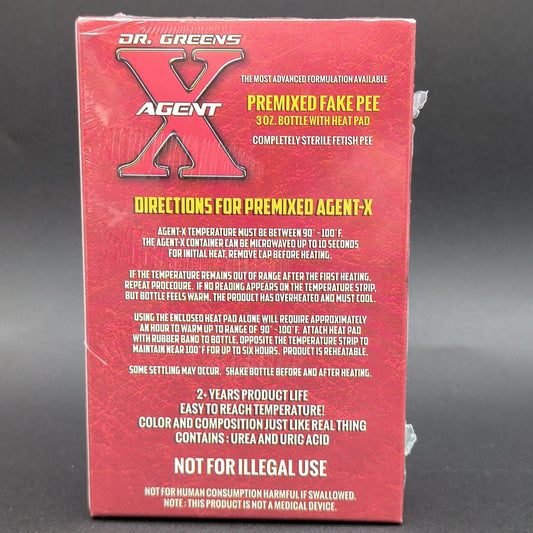 DR. GREENS
AGENT
X
THE MOST ADVANCED FORMULATION AVAILABLE
PREMIXED FAKE PEE
3 OZ. BOTTLE WITH HEAT PAD
COMPLETELY STERILE FETISH PEE
DIRECTIONS FOR PREMIXED AGENT-X
AGENT-X TEMPERATURE MUST BE BETWEEN 90° - 100°F.
THE AGENT-X CONTAINER CAN BE MICROWAVED UP TO 10 SECONDS
FOR INITIAL HEAT, REMOVE CAP BEFORE HEATING.
IF THE TEMPERATURE REMAINS OUT OF RANGE AFTER THE FIRST HEATING,
REPEAT PROCEDURE. IF NO READING APPEARS ON THE TEMPERATURE STRIP,
BUT BOTTLE FEELS WARM, THE PRODUCT HAS OVERHEATED AND MUST COOL.
USING THE ENCLOSED HEAT PAD ALONE WILL REQUIRE APPROXIMATELY
AN HOUR TO WARM UP TO RANGE OF 90° - 100°F. ATTACH HEAT PAD
WITH RUBBER BAND TO BOTTLE, OPPOSITE THE TEMPERATURE STRIP TO
MAINTAIN NEAR 100°F FOR UP TO SIX HOURS. PRODUCT IS REHEATABLE.
SOME SETTLING MAY OCCUR. SHAKE BOTTLE BEFORE AND AFTER HEATING.
2+ YEARS PRODUCT LIFE
EASY TO REACH TEMPERATURE!
COLOR AND COMPOSITION JUST LIKE REAL THING
CONTAINS : UREA AND URIC ACID
NOT FOR ILLEGAL USE
NOT FOR HUMAN CONSUMPTION HARMFUL IF SWALLOWED.
NOTE : THIS PRODUCT IS NOT A MEDICAL DEVICE.